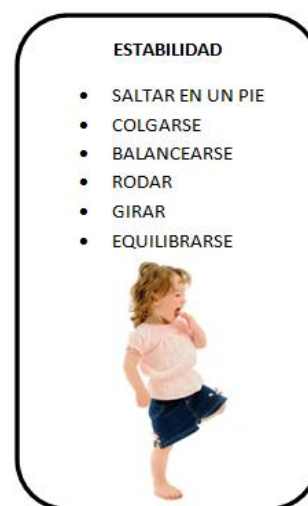 ESTABILIDAD
• SALTAR EN UN PIE
• COLGARSE
• BALANCEARSE
• RODAR
• GIRAR
• EQUILIBRARSE